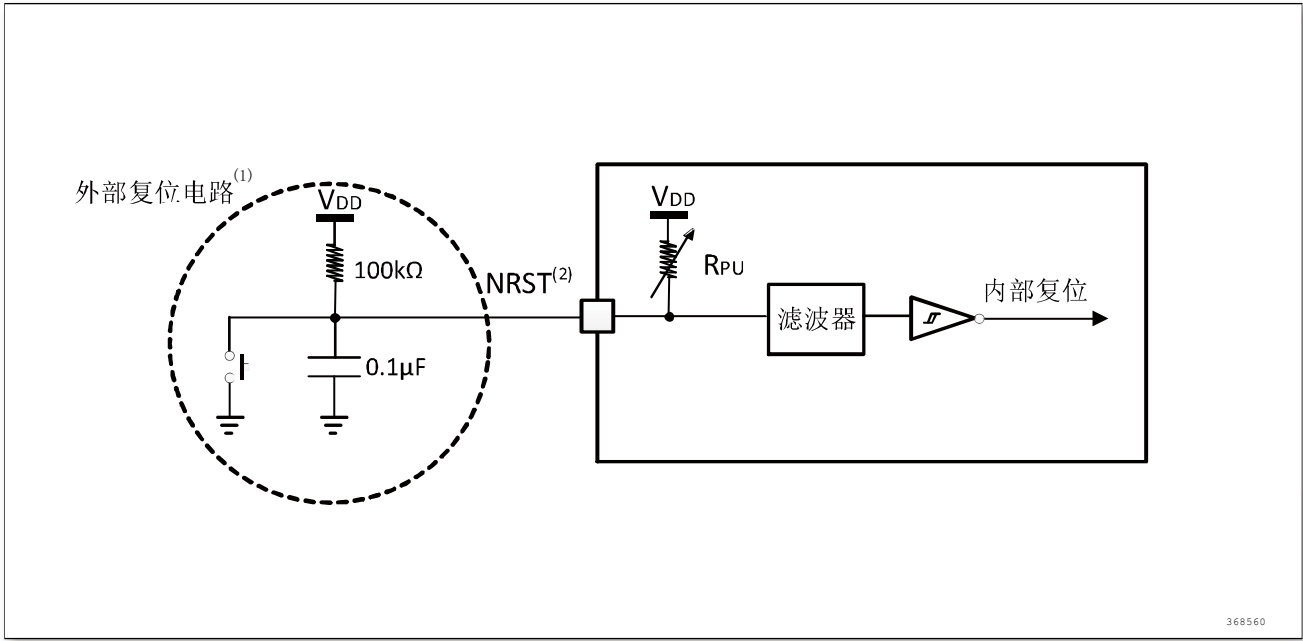 外部复位电路(1)
VDD
100kΩ
0.1μF
NRST(2)
VDD
RPU
滤波器
内部复位
368560